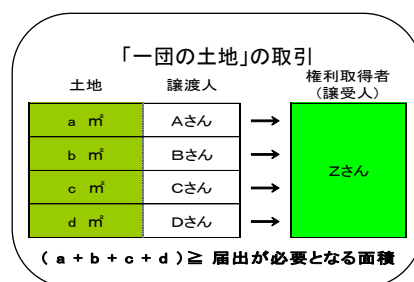 「一団の土地」の取引
土地 譲渡人 権利取得者
(譲受人)
a ㎡ Aさん →
b ㎡ Bさん →
c ㎡ Cさん →
d ㎡ Dさん →
Zさん
(a+b+c+d)≧ 届出が必要となる面積